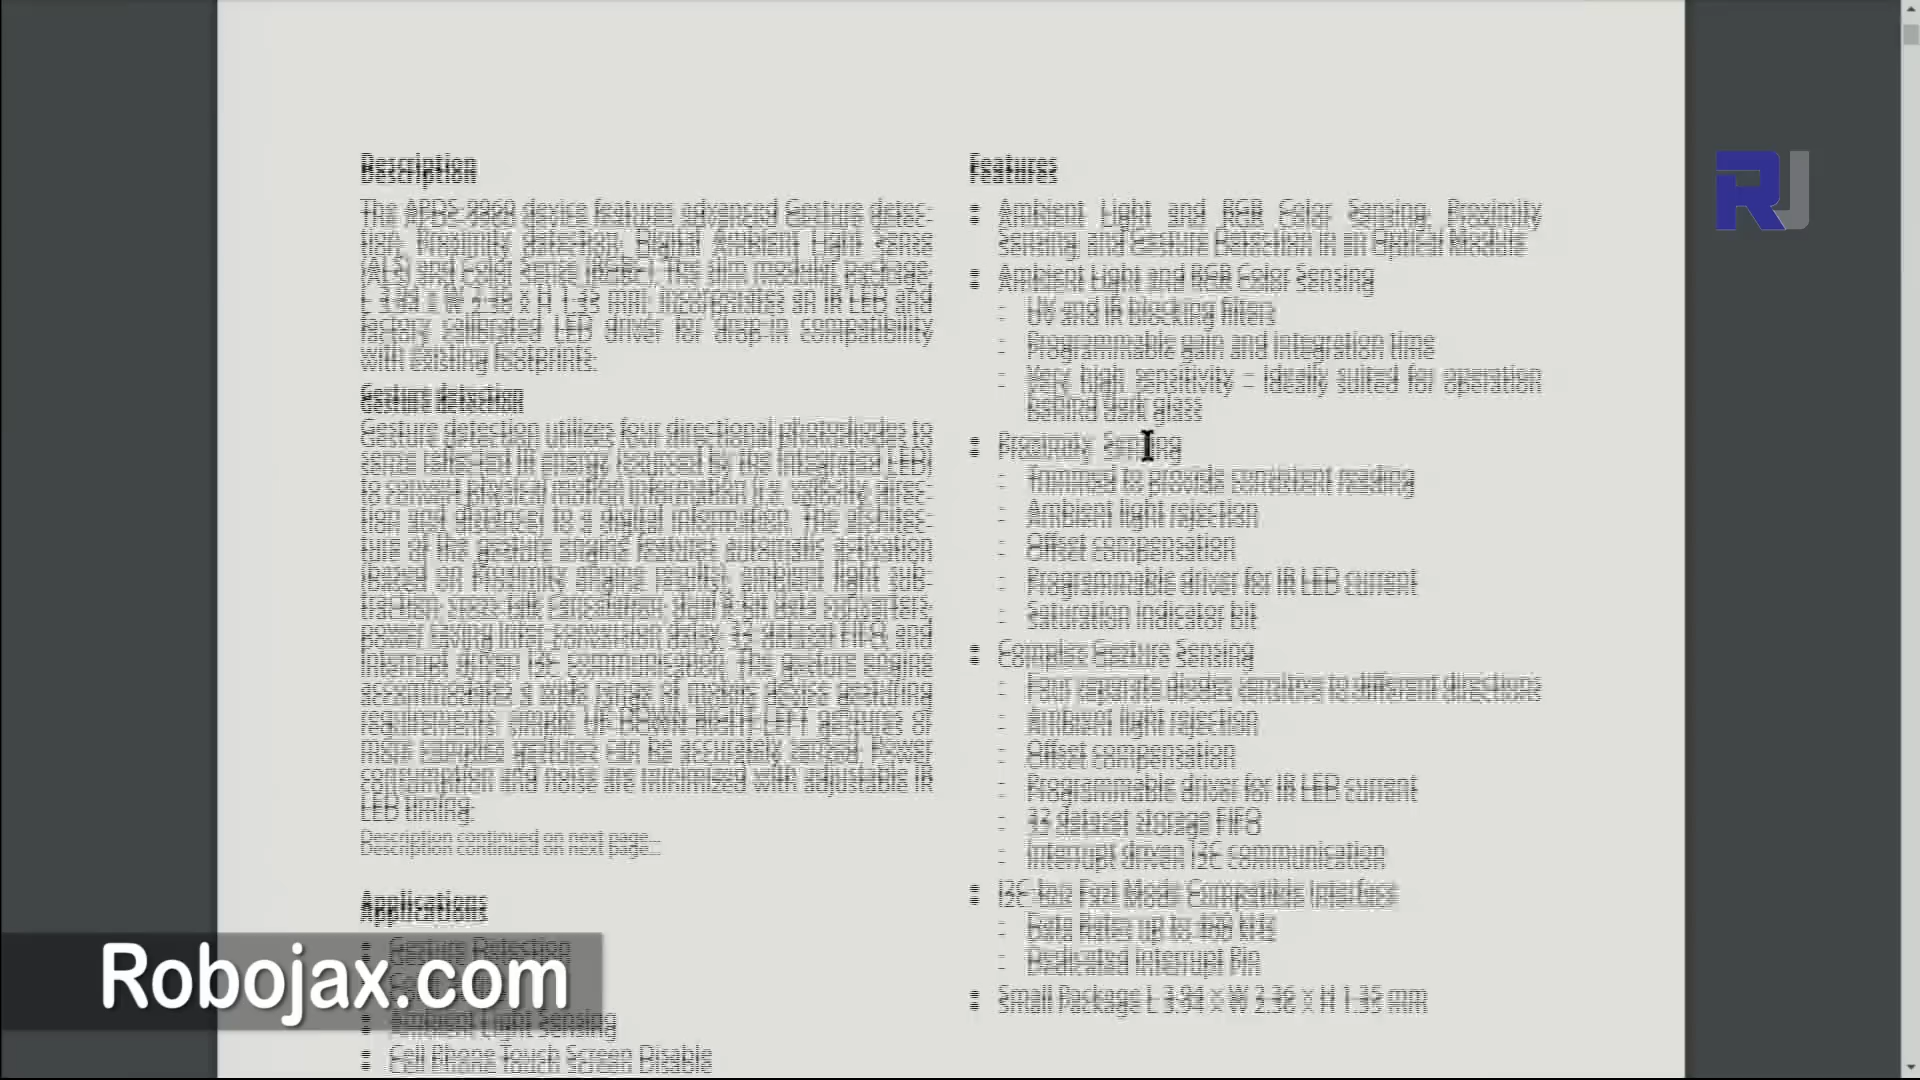 Description
The APDS-9960 device features advanced Gesture detec-
tion, Proximity detection, Digital Ambient Light Sense
(ALS) and Color Sense (RGBC). The slim modular package,
L 3.94 x W 2.36 x H 1.35 mm, incorporates an IR LED and
factory calibrated LED driver for drop-in compatibility
with existing footprints.
Gesture detection
Gesture detection utilizes four directional photodiodes to
sense reflected IR energy (sourced by the integrated LED)
to convert physical motion information (i.e. velocity, direc-
tion and distance) to a digital information. The architec-
ture of the gesture engine features automatic activation
(based on Proximity engine results), ambient light sub-
traction, cross-talk cancelation, dual 8-bit data converters,
power saving inter-conversion delay, 32-dataset FIFO, and
interrupt driven I2C communication. The gesture engine
accommodates a wide range of mobile device gesturing
requirements: simple UP-DOWN-RIGHT-LEFT gestures or
more complex gestures can be accurately sensed. Power
consumption and noise are minimized with adjustable IR
LED timing.
Description continued on next page...
Applications
• Gesture Detection
• Ambient Light Sensing
• Cell Phone Touch Screen Disable
Features
• Ambient Light and RGB Color Sensing, Proximity
Sensing, and Gesture Detection in an Optical Module
• Ambient Light and RGB Color Sensing
- UV and IR blocking filters
- Programmable gain and integration time
- Very high sensitivity – Ideally suited for operation
behind dark glass
• Proximity Sensing
- Trimmed to provide consistent reading
- Ambient light rejection
- Offset compensation
- Programmable driver for IR LED current
- Saturation indicator bit
• Complex Gesture Sensing
- Four separate diodes sensitive to different directions
- Ambient light rejection
- Offset compensation
- Programmable driver for IR LED current
- 32 dataset storage FIFO
- Interrupt driven I2C communication
• I2C-bus Fast Mode Compatible Interface
- Data Rates up to 400 kHz
- Dedicated Interrupt Pin
• Small Package L 3.94 × W 2.36 × H 1.35 mm
RJ
Robojax.com